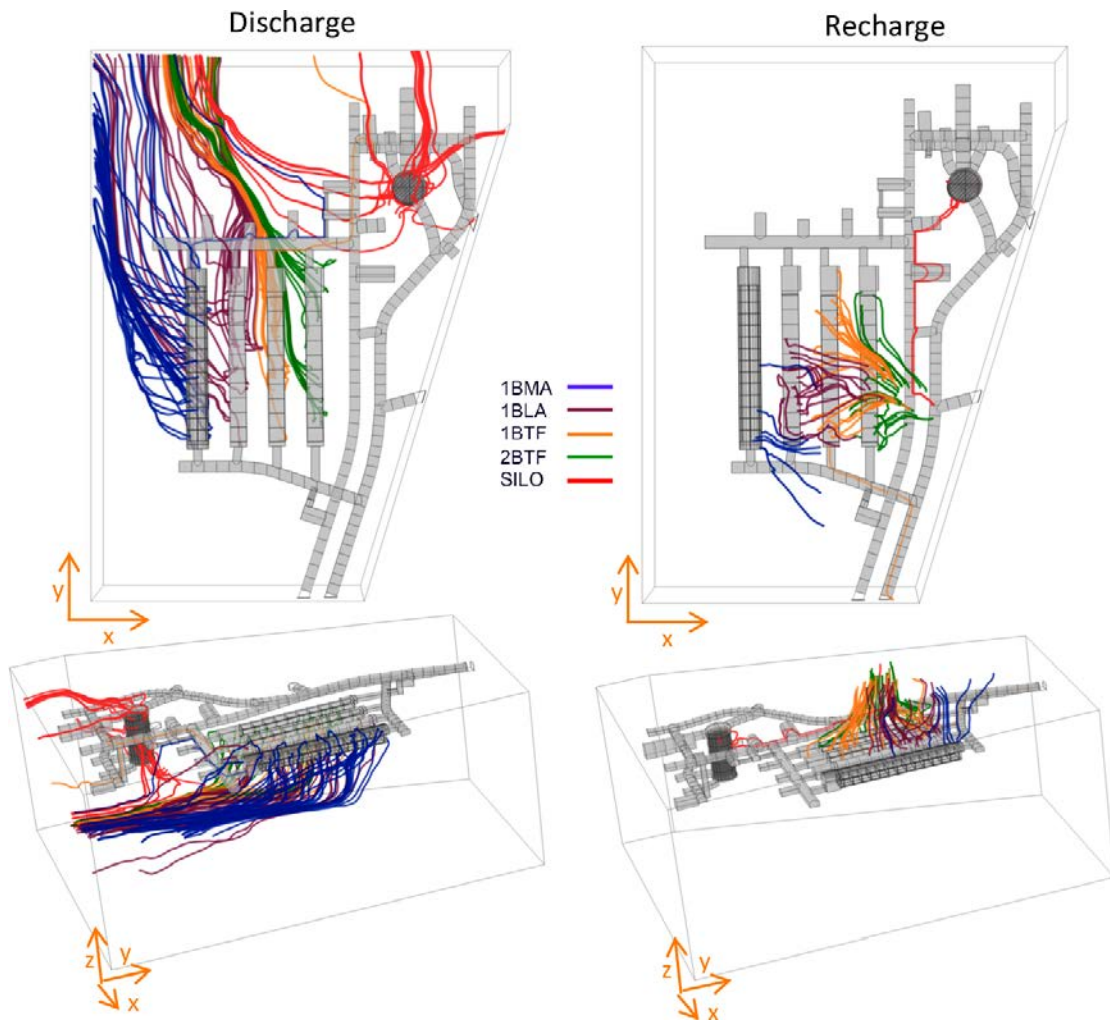 Discharge
Recharge
1BMA
1BLA
1BTF
2BTF
SILO
y
x
y
x
z
y
x
z
y
x